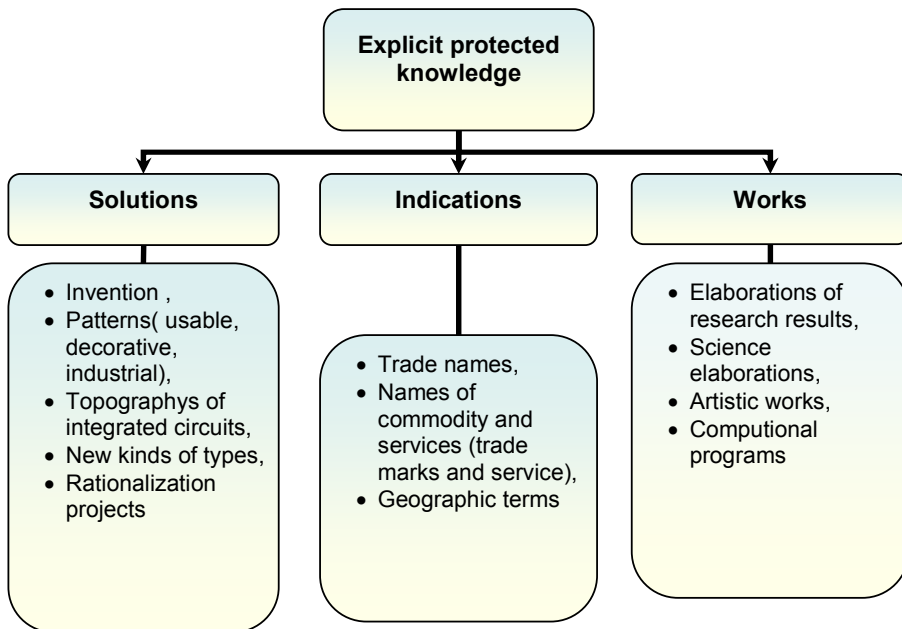 Explicit protected
knowledge
Solutions
Indications
Works
• Invention ,
• Patterns( usable,
decorative,
industrial),
• Topographys of
integrated circuits,
• New kinds of types,
• Rationalization
projects
• Trade names,
• Names of
commodity and
services (trade
marks and service),
• Geographic terms
• Elaborations of
research results,
• Science
elaborations,
• Artistic works,
• Computional
programs